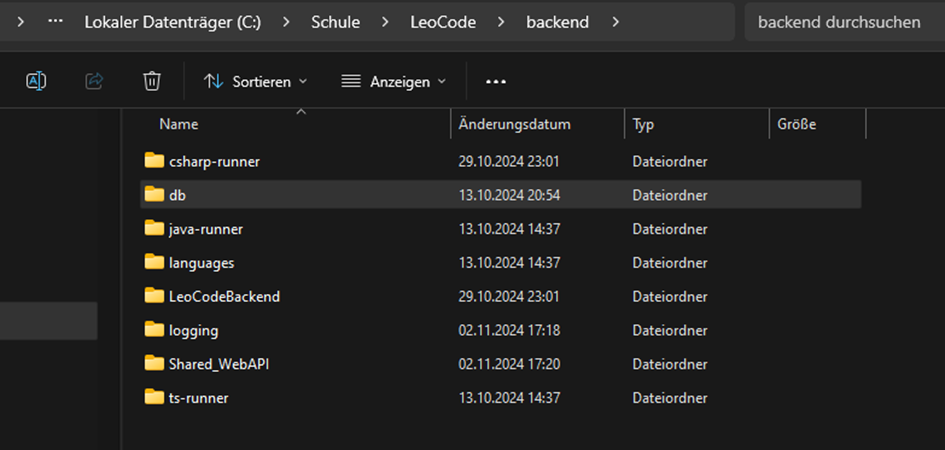 > ··· Lokaler Datenträger (C:) > Schule > LeoCode > backend > backend durchsuchen
Sortieren Anzeigen ···
Name Änderungsdatum Typ Größe
csharp-runner 29.10.2024 23:01 Dateiordner
db 13.10.2024 20:54 Dateiordner
java-runner 13.10.2024 14:37 Dateiordner
languages 13.10.2024 14:37 Dateiordner
LeoCodeBackend 29.10.2024 23:01 Dateiordner
logging 02.11.2024 17:18 Dateiordner
Shared_WebAPI 02.11.2024 17:20 Dateiordner
ts-runner 13.10.2024 14:37 Dateiordner